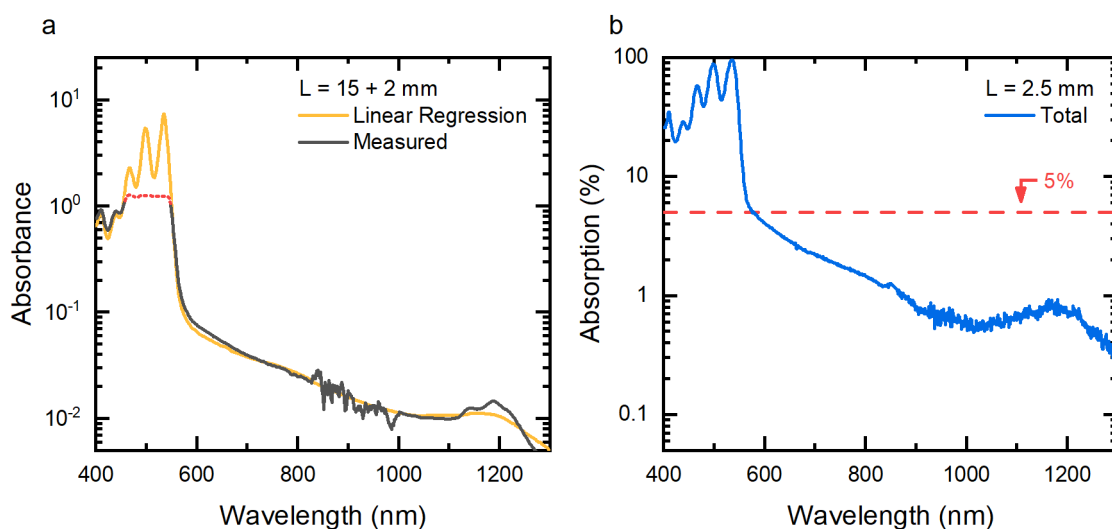 a
L = 15 + 2 mm
Linear Regression
Measured
10¹
10⁰
10⁻¹
10⁻²
Absorbance
400 600 800 1000 1200
Wavelength (nm)
b
L = 2.5 mm
Total
5%
100
10
1
0.1
Absorption (%)
400 600 800 1000 1200
Wavelength (nm)